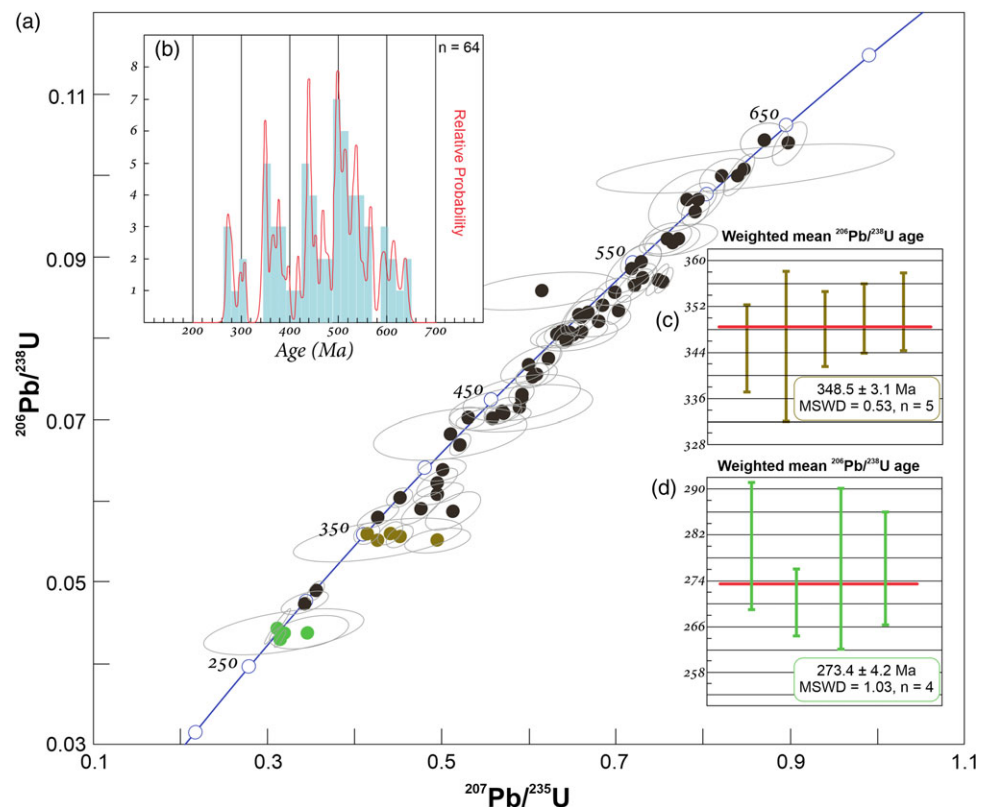 (a)
(b)
n = 64
8
7
6
5
4
3
2
1
200 300 400 500 600 700
Age (Ma)
Relative Probability
0.11
0.09
0.07
0.05
0.03
206Pb/238U
0.1 0.3 0.5 0.7 0.9 1.1
207Pb/235U
650
550
450
350
250
Weighted mean 206Pb/238U age
(c)
360
352
344
336
328
348.5 ± 3.1 Ma
MSWD = 0.53, n = 5
Weighted mean 206Pb/238U age
(d)
290
282
274
266
258
273.4 ± 4.2 Ma
MSWD = 1.03, n = 4